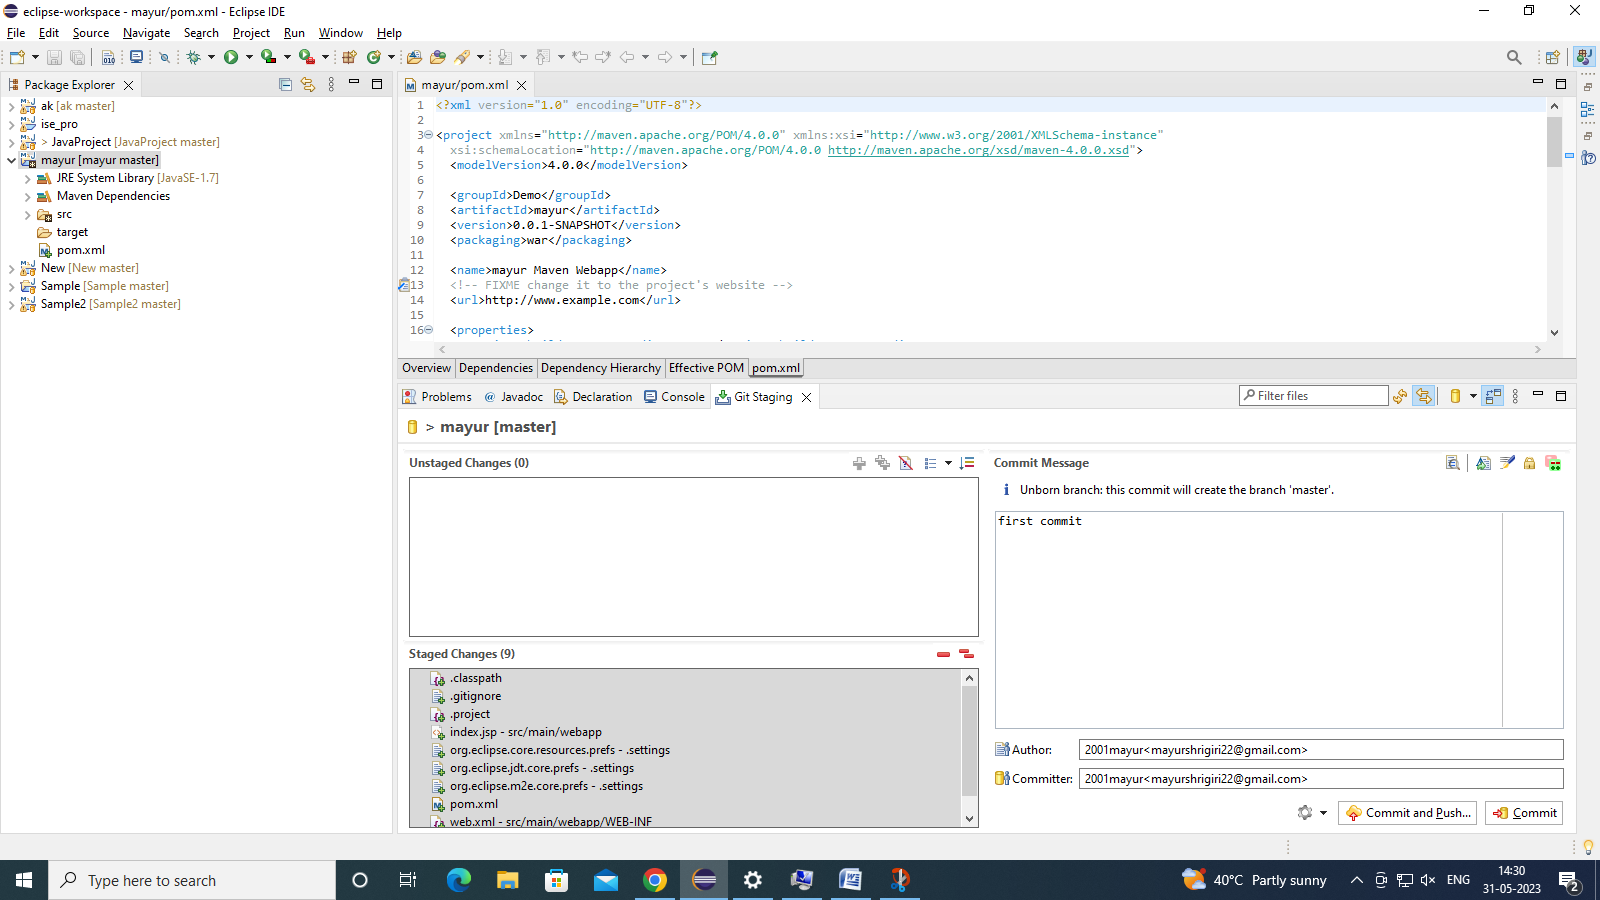 eclipse-workspace - mayur/pom.xml - Eclipse IDE
File Edit Source Navigate Search Project Run Window Help
Package Explorer
ak [ak master]
ise_pro
> JavaProject [JavaProject master]
mayur [mayur master]
JRE System Library [JavaSE-1.7]
Maven Dependencies
src
target
pom.xml
New [New master]
Sample [Sample master]
Sample2 [Sample2 master]
mayur/pom.xml
1 <?xml version="1.0" encoding="UTF-8"?>
2
3 <project xmlns="http://maven.apache.org/POM/4.0.0" xmlns:xsi="http://www.w3.org/2001/XMLSchema-instance"
4 xsi:schemaLocation="http://maven.apache.org/POM/4.0.0 http://maven.apache.org/xsd/maven-4.0.0.xsd">
5 <modelVersion>4.0.0</modelVersion>
6
7 <groupId>Demo</groupId>
8 <artifactId>mayur</artifactId>
9 <version>0.0.1-SNAPSHOT</version>
10 <packaging>war</packaging>
11
12 <name>mayur Maven Webapp</name>
13 <!-- FIXME change it to the project's website -->
14 <url>http://www.example.com</url>
15
16 <properties>
Overview Dependencies Dependency Hierarchy Effective POM pom.xml
Problems @ Javadoc Declaration Console Git Staging
Filter files
> mayur [master]
Unstaged Changes (0)
Staged Changes (9)
.classpath
.gitignore
.project
index.jsp - src/main/webapp
org.eclipse.core.resources.prefs - .settings
org.eclipse.jdt.core.prefs - .settings
org.eclipse.m2e.core.prefs - .settings
pom.xml
web.xml - src/main/webapp/WEB-INF
Commit Message
Unborn branch: this commit will create the branch 'master'.
first commit
Author: 2001mayur<mayurshrigiri22@gmail.com>
Committer: 2001mayur<mayurshrigiri22@gmail.com>
Commit and Push... Commit
Type here to search
40°C Partly sunny
ENG
14:30
31-05-2023
2